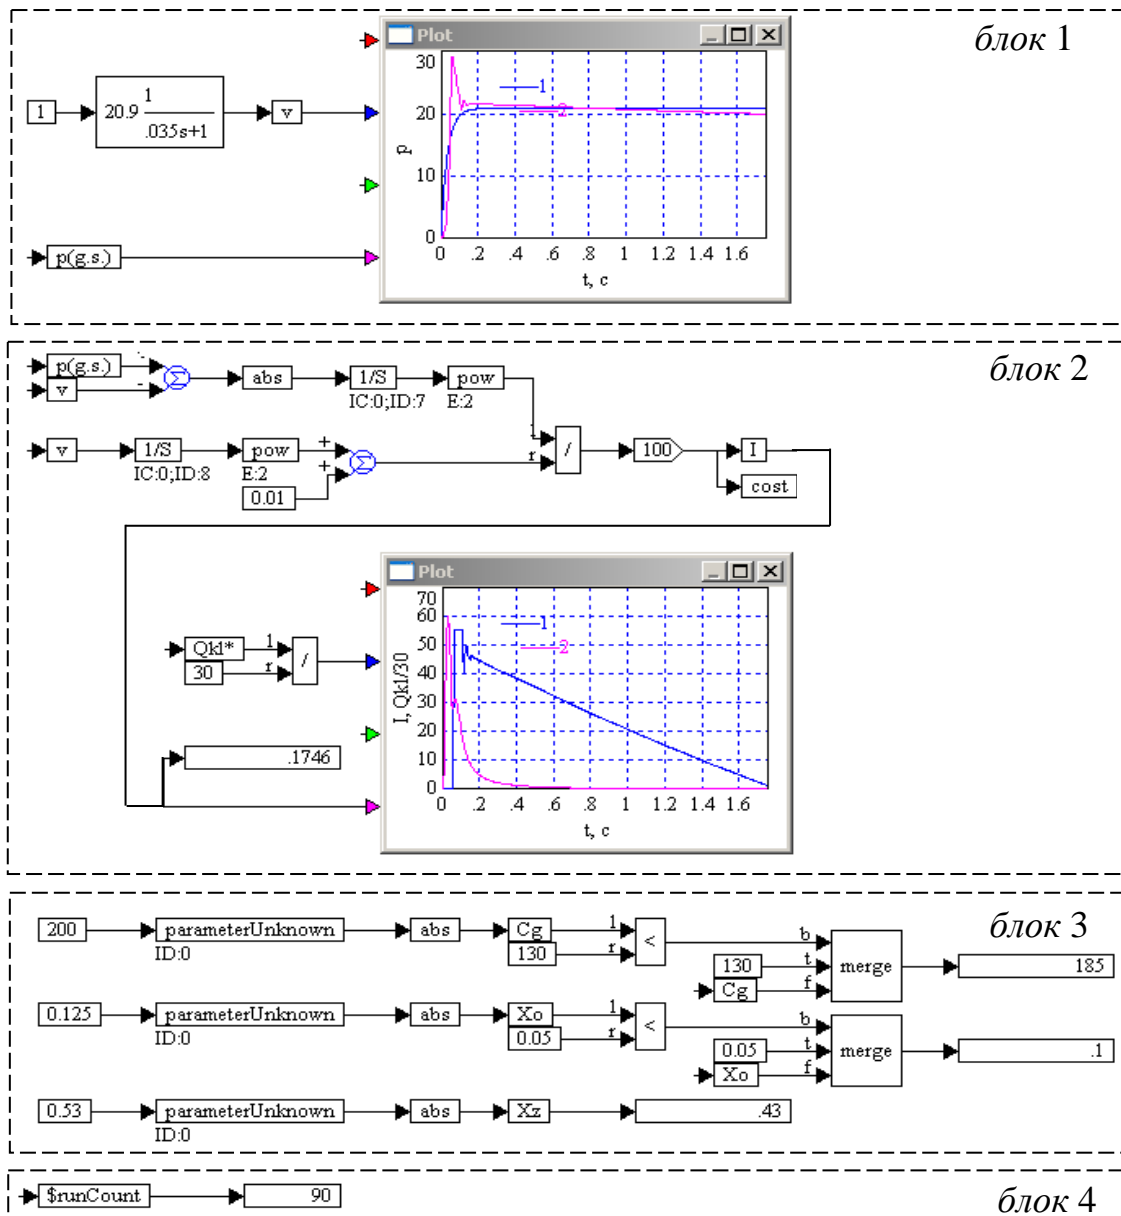 блок 1
Plot
30
20
10
0
p
1
2
0 .2 .4 .6 .8 1 1.2 1.4 1.6
t, c
1
20.9 1
.035s+1
v
p(g.s.)
блок 2
p(g.s.)
-
v
-
Σ
abs
1/S
IC:0;ID:7
pow
E:2
v
1/S
IC:0;ID:8
pow
E:2
+
+
0.01
Σ
l
r
/
100
I
cost
Plot
70
60
50
40
30
20
10
0
I, Qk1/30
1
2
0 .2 .4 .6 .8 1 1.2 1.4 1.6
t, c
Qk1*
30
l
r
/
.1746
блок 3
200
parameterUnknown
ID:0
abs
Cg
130
l
r
<
130
Cg
b
t
f
merge
185
0.125
parameterUnknown
ID:0
abs
Xo
0.05
l
r
<
0.05
Xo
b
t
f
merge
.1
0.53
parameterUnknown
ID:0
abs
Xz
.43
$runCount
90
блок 4